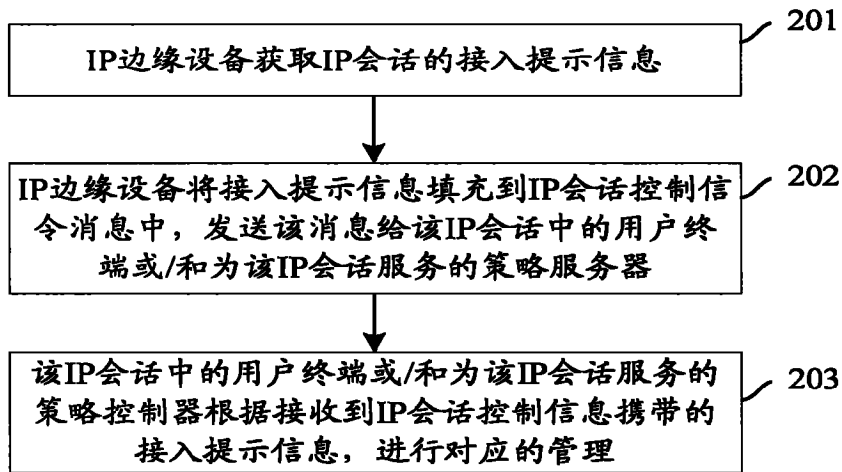 201
IP边缘设备获取IP会话的接入提示信息
202
IP边缘设备将接入提示信息填充到IP会话控制信
令消息中，发送该消息给该IP会话中的用户终
端或/和为该IP会话服务的策略服务器
203
该IP会话中的用户终端或/和为该IP会话服务的
策略控制器根据接收到IP会话控制信息携带的
接入提示信息，进行对应的管理